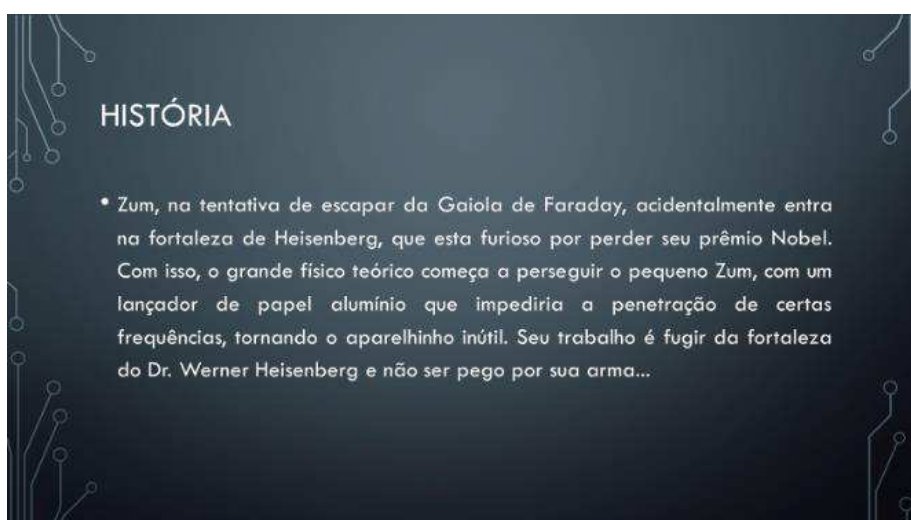 HISTÓRIA
• Zum, na tentativa de escapar da Gaiola de Faraday, acidentalmente entra
na fortaleza de Heisenberg, que esta furioso por perder seu prêmio Nobel.
Com isso, o grande físico teórico começa a perseguir o pequeno Zum, com um
lançador de papel alumínio que impediria a penetração de certas
frequências, tornando o aparelhinho inútil. Seu trabalho é fugir da fortaleza
do Dr. Werner Heisenberg e não ser pego por sua arma...